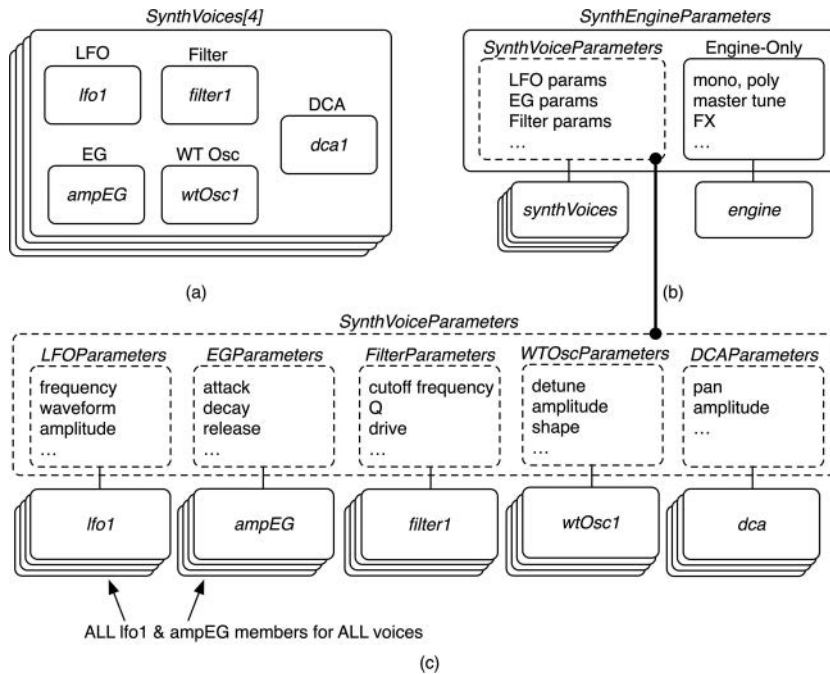 SynthVoices[4]
LFO
Filter
lfo1
filter1
DCA
dca1
EG
WT Osc
ampEG
wtOsc1
(a)
SynthEngineParameters
SynthVoiceParameters
Engine-Only
LFO params
EG params
Filter params
…
mono, poly
master tune
FX
…
synthVoices
engine
(b)
SynthVoiceParameters
LFOParameters
EGParameters
FilterParameters
WTOscParameters
DCAParameters
frequency
waveform
amplitude
…
attack
decay
release
…
cutoff frequency
Q
drive
…
detune
amplitude
shape
…
pan
amplitude
…
lfo1
ampEG
filter1
wtOsc1
dca
ALL lfo1 & ampEG members for ALL voices
(c)